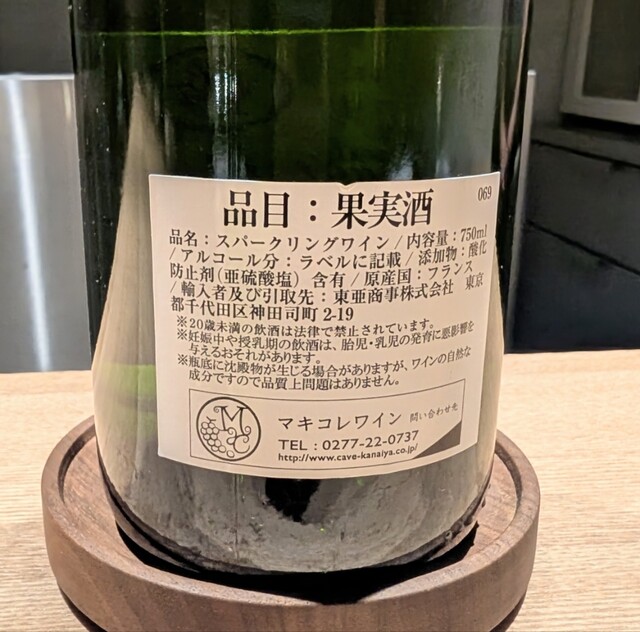 069
品目：果実酒
品名：スパークリングワイン/内容量：750ml
/アルコール分：ラベルに記載/添加物：酸化
防止剤(亜硫酸塩) 含有/原産国：フランス
/輸入者及び引取先：東亜商事株式会社 東京
都千代田区神田司町2-19
※20歳未満の飲酒は法律で禁止されています。
※妊娠中や授乳期の飲酒は、胎児・乳児の発育に悪影響を
与えるおそれがあります。
※瓶底に沈殿物が生じる場合がありますが、ワインの自然な
成分ですので品質上問題はありません。
MC
マキコレワイン 問い合わせ先
TEL：0277-22-0737
http://www.cave-kanaiya.co.jp/